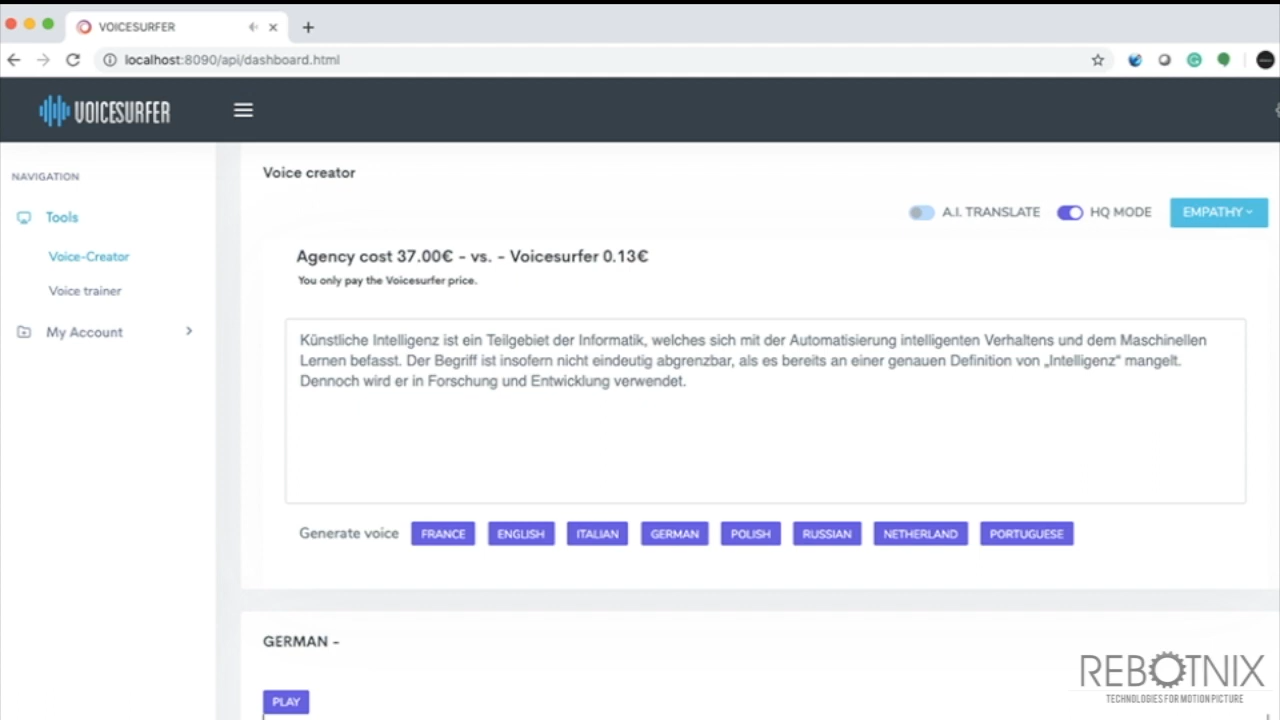 VOICESURFER
localhost:8090/api/dashboard.html
VOICESURFER
NAVIGATION
Tools
Voice-Creator
Voice trainer
My Account
Voice creator
A.I. TRANSLATE HQ MODE EMPATHY
Agency cost 37.00€ - vs. - Voicesurfer 0.13€
You only pay the Voicesurfer price.
Künstliche Intelligenz ist ein Teilgebiet der Informatik, welches sich mit der Automatisierung intelligenten Verhaltens und dem Maschinellen
Lernen befasst. Der Begriff ist insofern nicht eindeutig abgrenzbar, als es bereits an einer genauen Definition von „Intelligenz“ mangelt.
Dennoch wird er in Forschung und Entwicklung verwendet.
Generate voice FRANCE ENGLISH ITALIAN GERMAN POLISH RUSSIAN NETHERLAND PORTUGUESE
GERMAN -
PLAY
REBOTNIX
TECHNOLOGIES FOR MOTION PICTURE